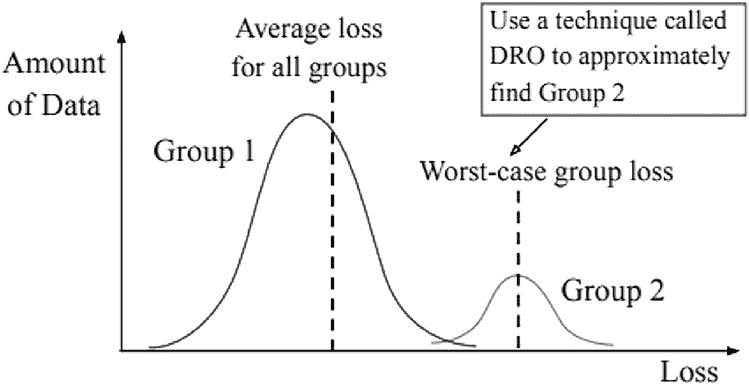 Amount
of Data
Average loss
for all groups
Use a technique called
DRO to approximately
find Group 2
Group 1
Worst-case group loss
Group 2
Loss